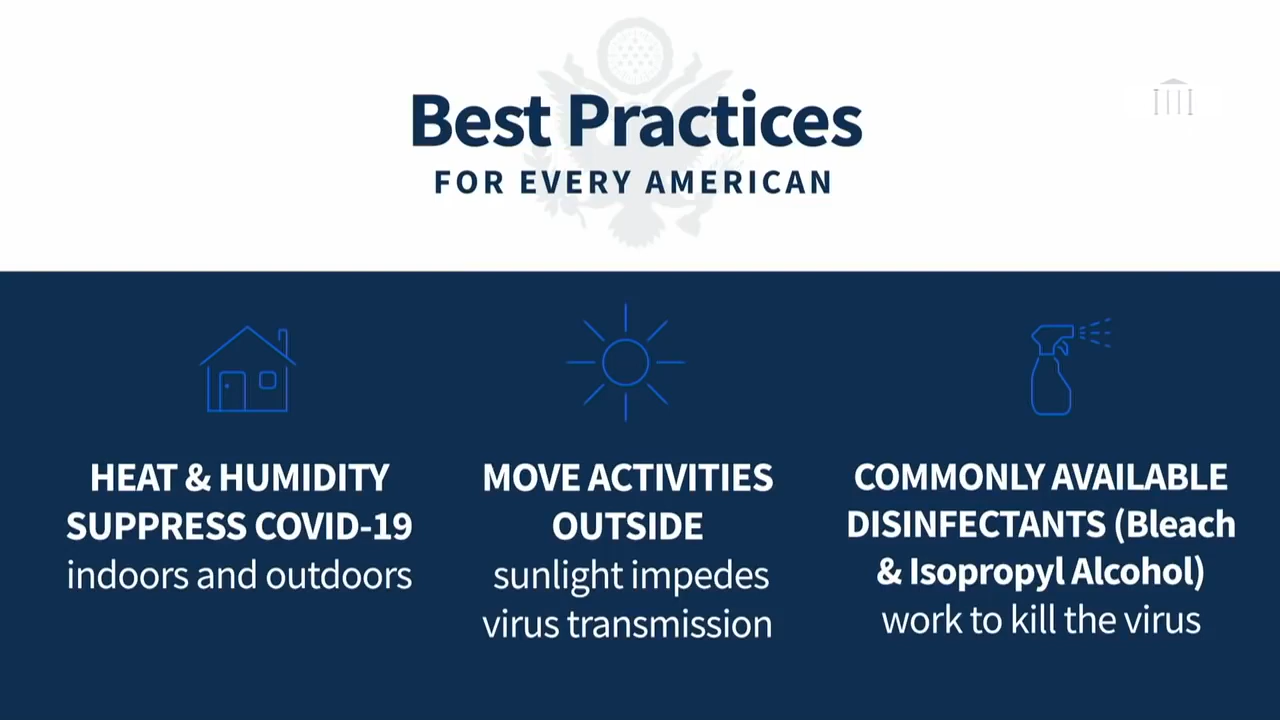 Best Practices
FOR EVERY AMERICAN
HEAT & HUMIDITY
SUPPRESS COVID-19
indoors and outdoors
MOVE ACTIVITIES
OUTSIDE
sunlight impedes
virus transmission
COMMONLY AVAILABLE
DISINFECTANTS (Bleach
& Isopropyl Alcohol)
work to kill the virus